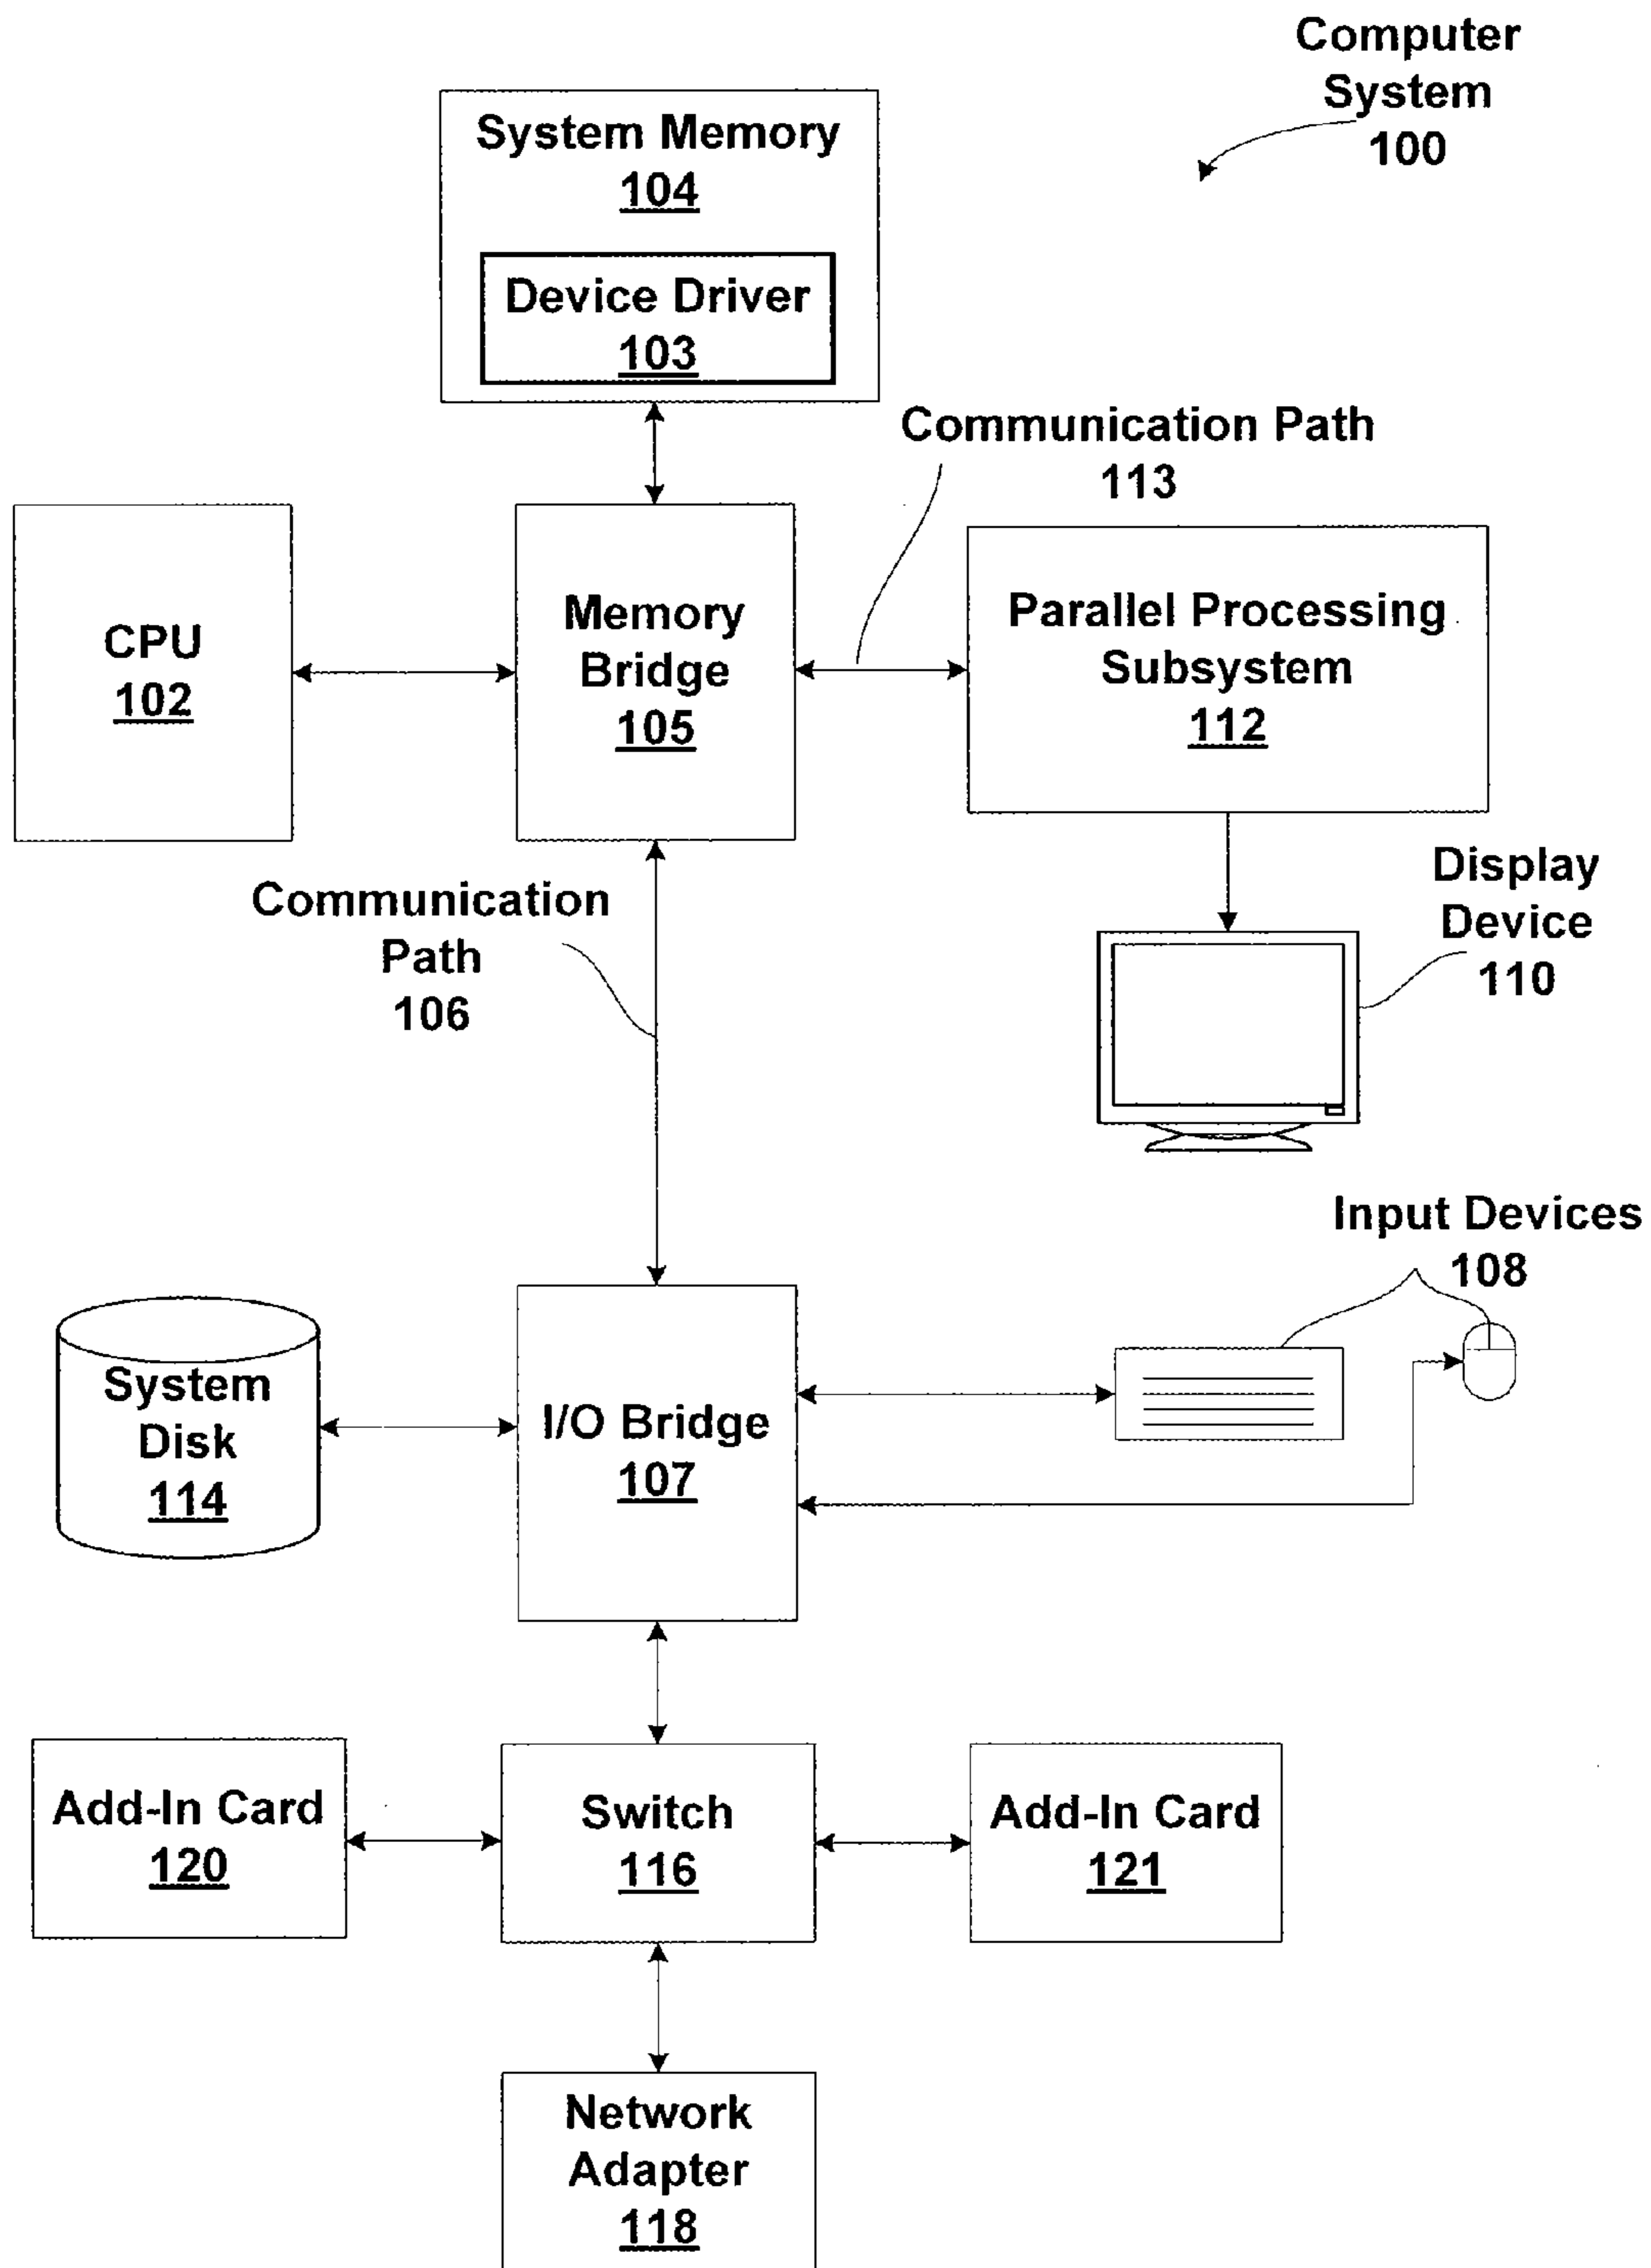 Computer
System
100
System Memory
104
Device Driver
103
Communication Path
113
CPU
102
Memory
Bridge
105
Parallel Processing
Subsystem
112
Communication
Path
106
Display
Device
110
Input Devices
108
System
Disk
114
I/O Bridge
107
Add-In Card
120
Switch
116
Add-In Card
121
Network
Adapter
118